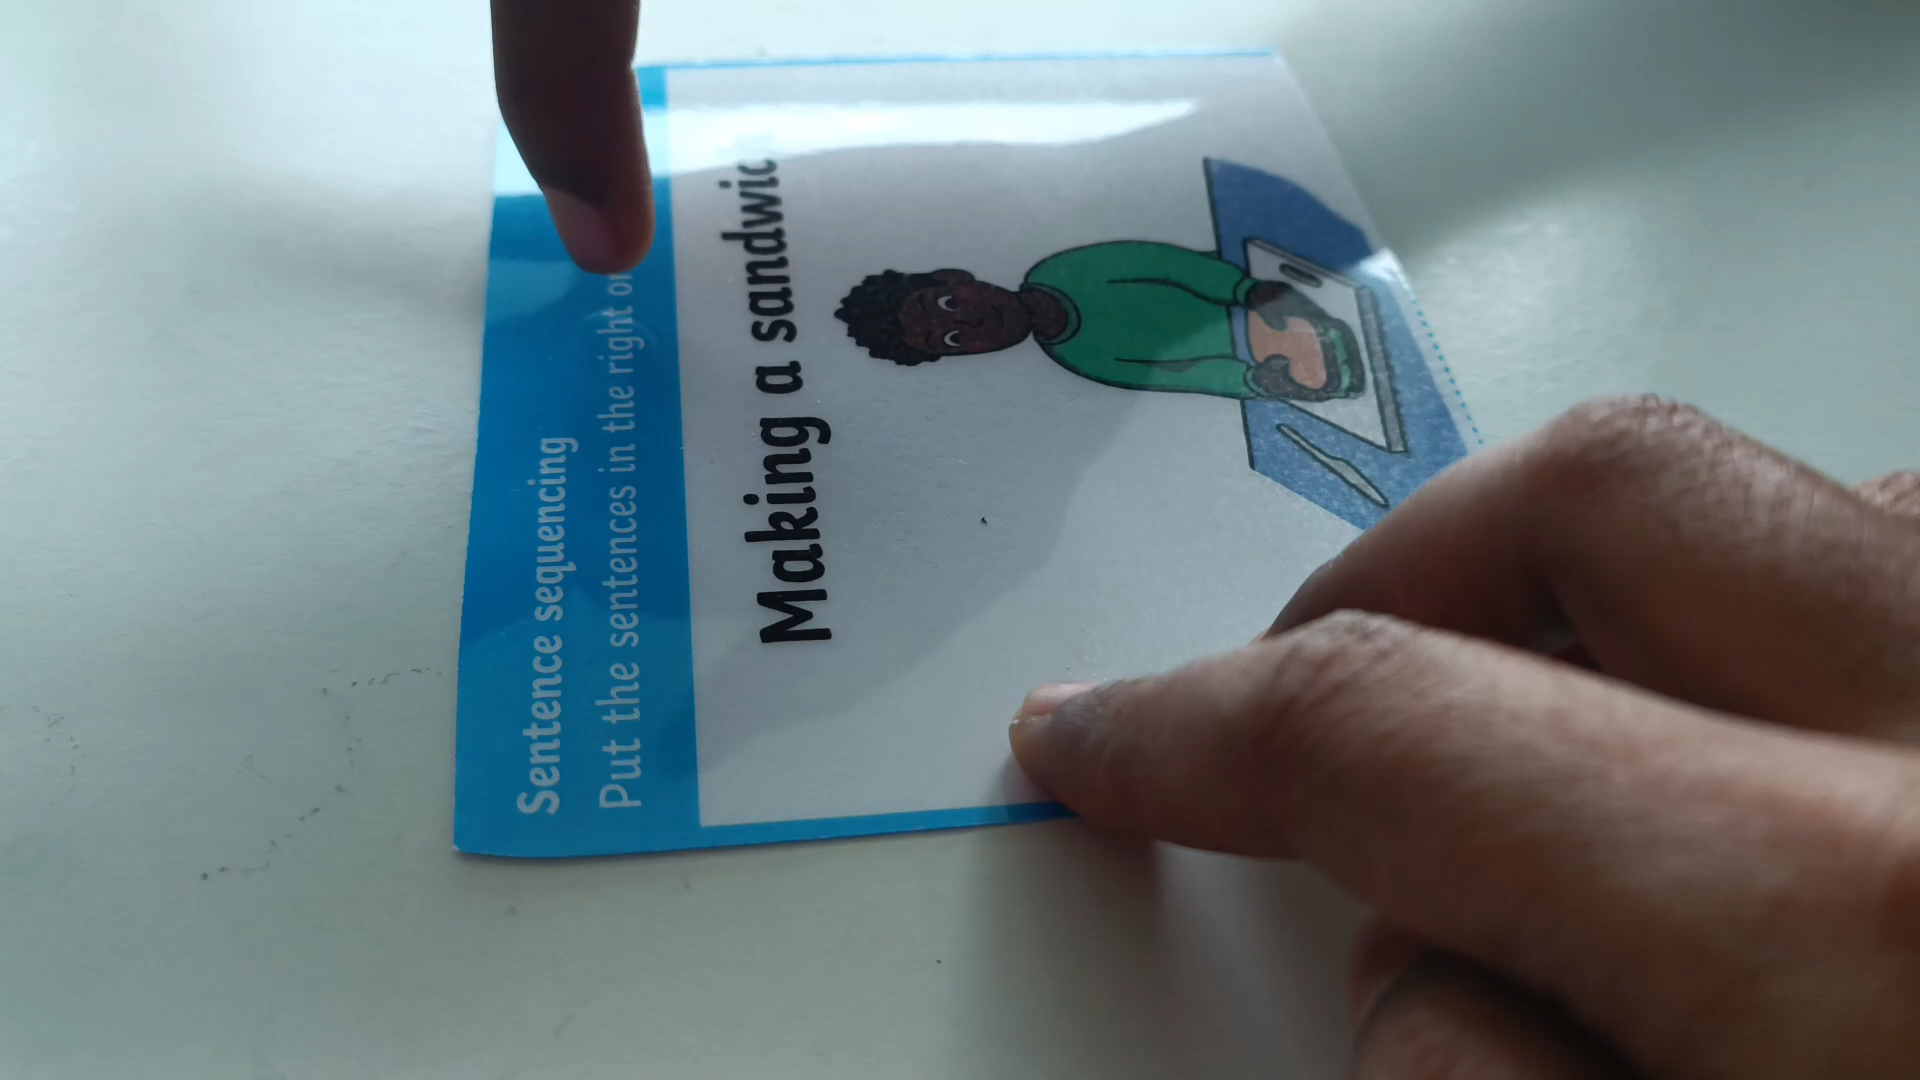 Sentence sequencing
Put the sentences in the right
Making a